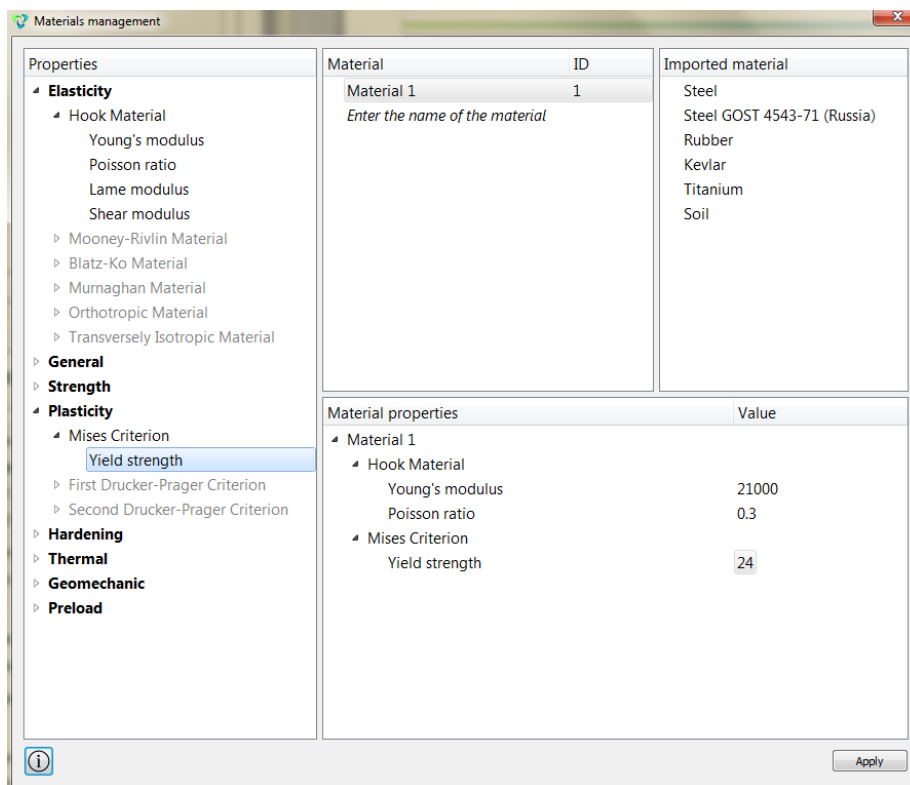 Materials management
Properties
Elasticity
Hook Material
Young's modulus
Poisson ratio
Lame modulus
Shear modulus
Mooney-Rivlin Material
Blatz-Ko Material
Murnaghan Material
Orthotropic Material
Transversely Isotropic Material
General
Strength
Plasticity
Mises Criterion
Yield strength
First Drucker-Prager Criterion
Second Drucker-Prager Criterion
Hardening
Thermal
Geomechanic
Preload
Material ID
Material 1 1
Enter the name of the material
Imported material
Steel
Steel GOST 4543-71 (Russia)
Rubber
Kevlar
Titanium
Soil
Material properties Value
Material 1
Hook Material
Young's modulus 21000
Poisson ratio 0.3
Mises Criterion
Yield strength 24
Apply